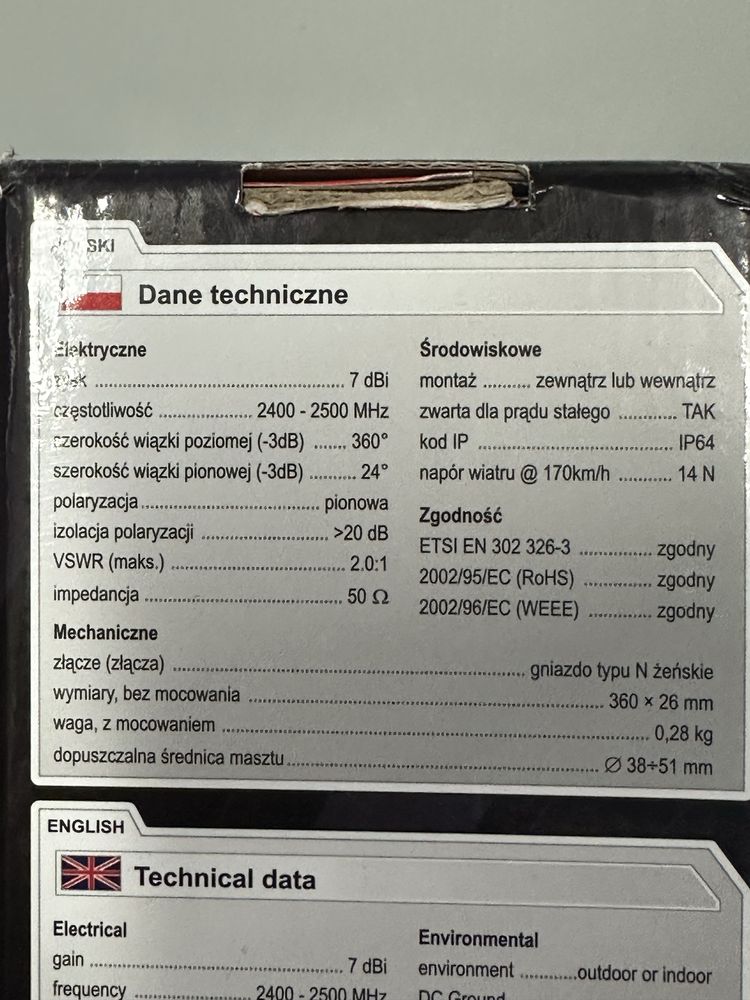 POLSKI
Dane techniczne
Elektryczne
zysk ........ 7 dBi
częstotliwość ........ 2400 - 2500 MHz
szerokość wiązki poziomej (-3dB) ....... 360°
szerokość wiązki pionowej (-3dB) ......... 24°
polaryzacja ........ pionowa
izolacja polaryzacji ........ >20 dB
VSWR (maks.) ........ 2.0:1
impedancja ........ 50 Ω
Środowiskowe
montaż ......... zewnątrz lub wewnątrz
zwarta dla prądu stałego ........... TAK
kod IP ........ IP64
napór wiatru @ 170km/h .......... 14 N
Zgodność
ETSI EN 302 326-3 ........ zgodny
2002/95/EC (RoHS) ........ zgodny
2002/96/EC (WEEE) ........ zgodny
Mechaniczne
złącze (złącza) ........ gniazdo typu N żeńskie
wymiary, bez mocowania ........ 360 × 26 mm
waga, z mocowaniem ........ 0,28 kg
dopuszczalna średnica masztu ........ Ø 38÷51 mm
ENGLISH
Technical data
Electrical
gain ........ 7 dBi
frequency ........ 2400 - 2500 MHz
Environmental
environment ........... outdoor or indoor
DC Ground